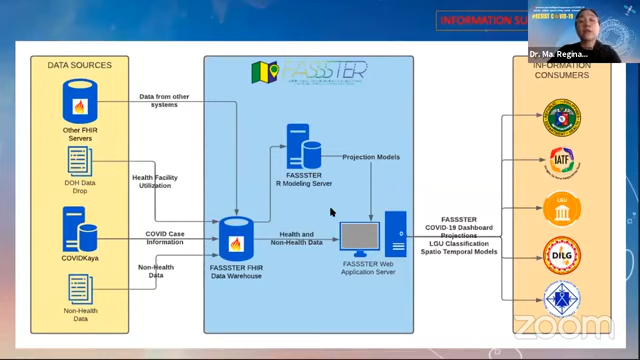 INFORMATION SU
#RESIST C VID-19
Dr. Ma. Regina...
DATA SOURCES
Other FHIR
Servers
DOH Data
Drop
COVIDKaya
Non-Health
Data
Data from other
systems
Health Facility
Utilization
COVID Case
Information
Non-Health
Data
FASSSTER
FASSSTER
R Modeling Server
Projection Models
FASSSTER FHIR
Data Warehouse
Health and
Non-Health Data
FASSSTER Web
Application Server
FASSSTER
COVID-19 Dashboard
Projections
LGU Classification
Spatio Temporal Models
INFORMATION
CONSUMERS
IATF
LGU
DILG
zoom